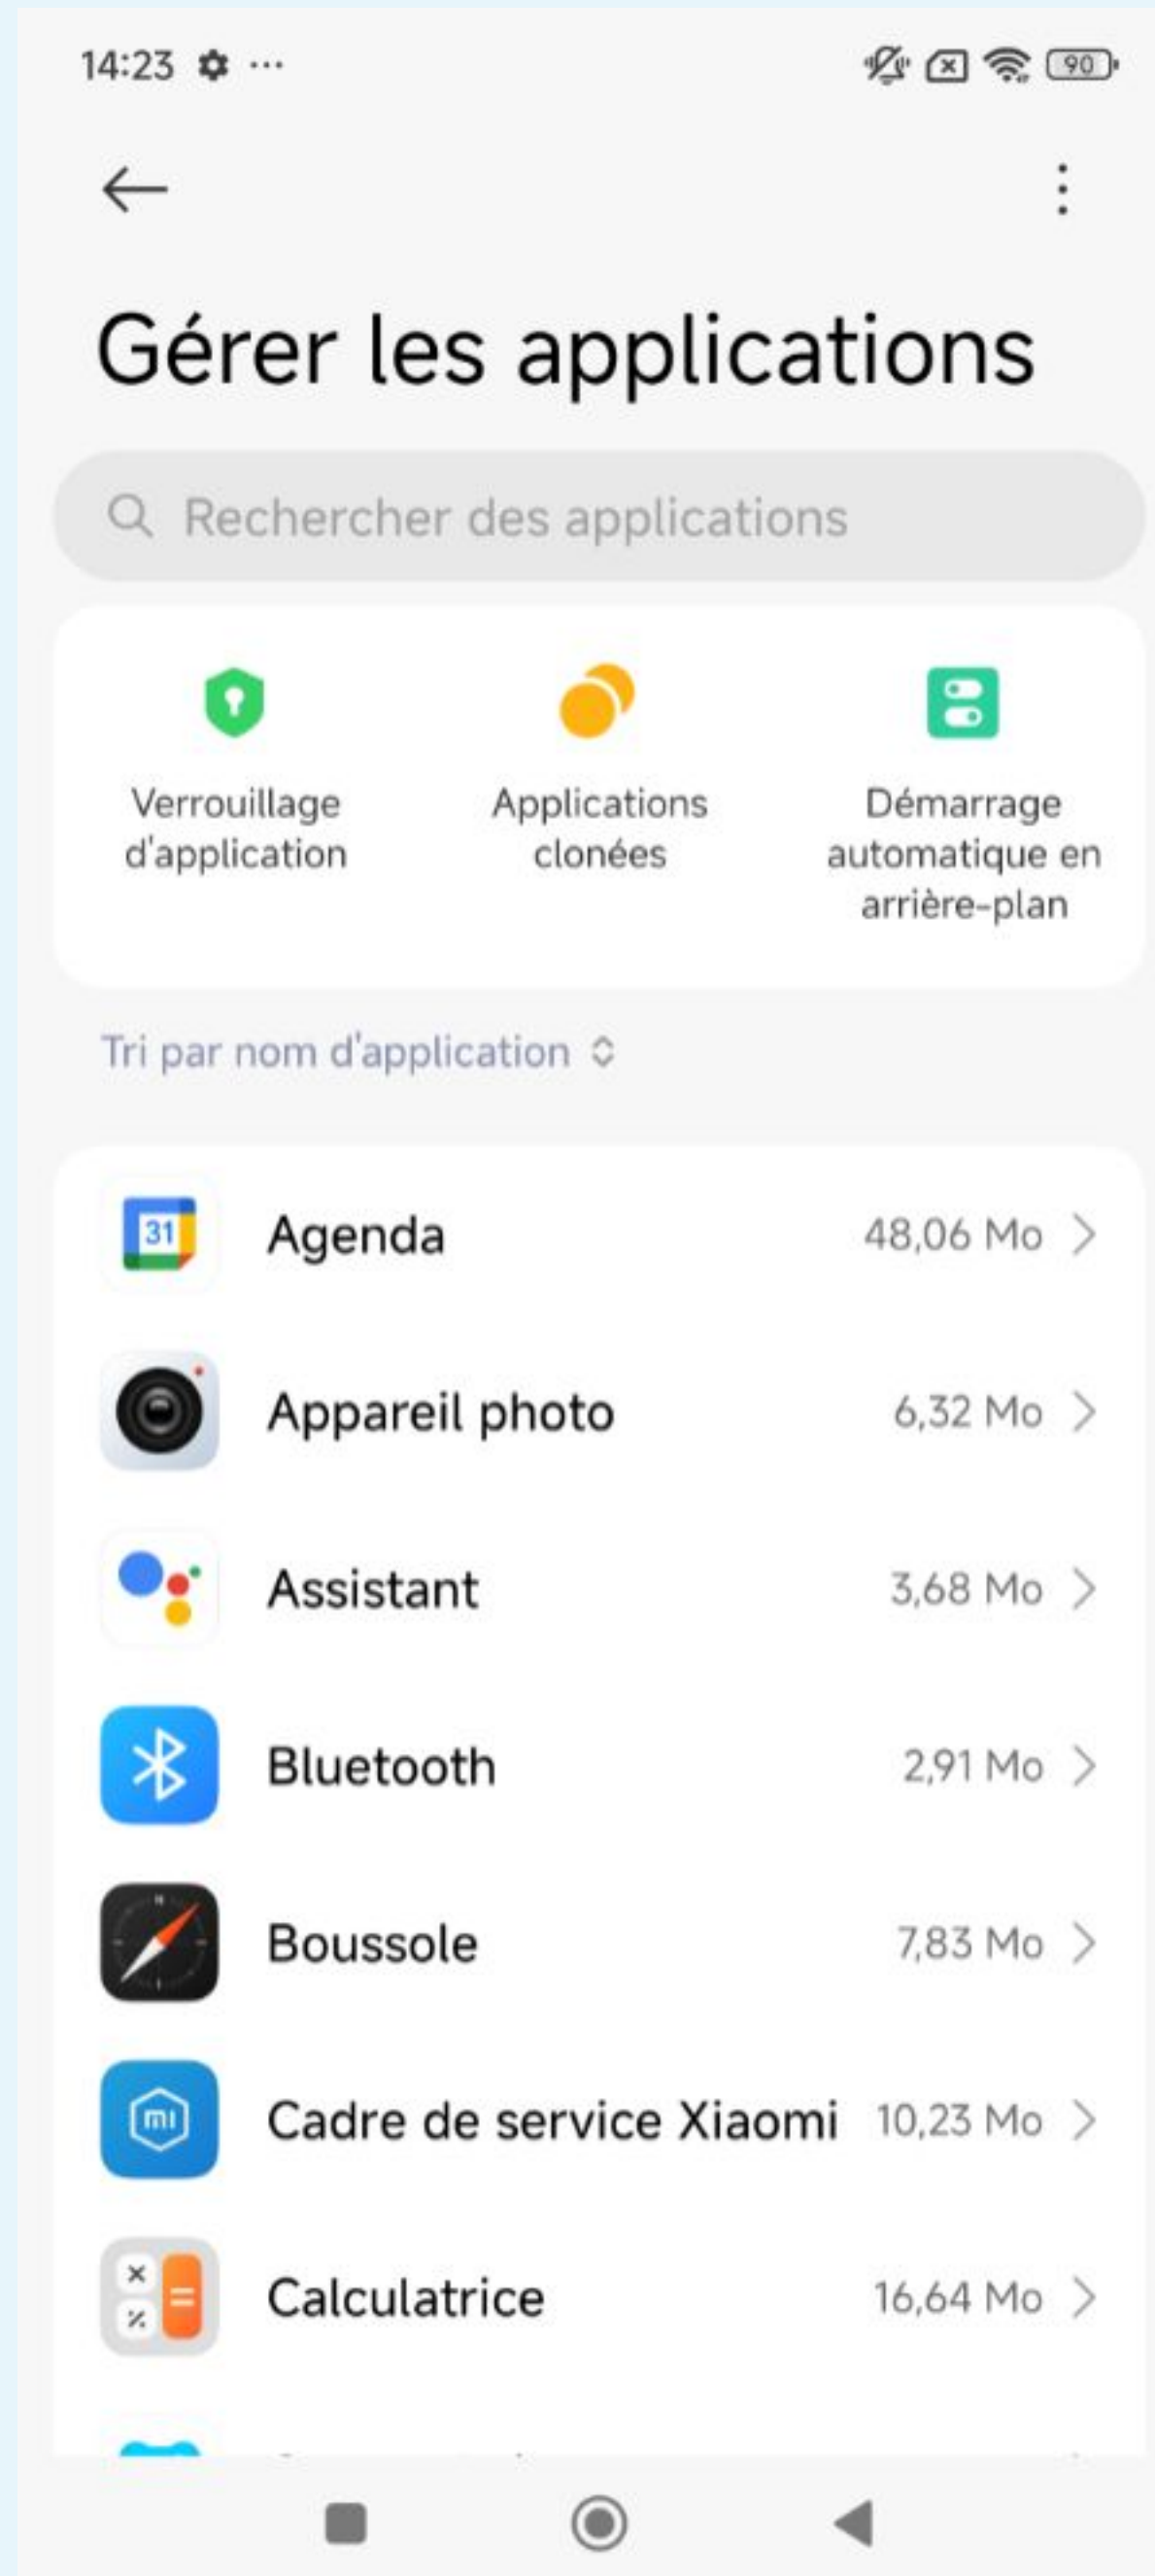 14:23
90
Gérer les applications
Rechercher des applications
Verrouillage
d'application
Applications
clonées
Démarrage
automatique en
arrière-plan
Tri par nom d'application
31
Agenda
48,06 Mo
Appareil photo
6,32 Mo
Assistant
3,68 Mo
Bluetooth
2,91 Mo
Boussole
7,83 Mo
mi
Cadre de service Xiaomi
10,23 Mo
Calculatrice
16,64 Mo